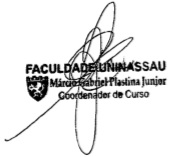 FACULDADE UNINASSAU
Márcio Gabriel Plastina Junior
Coordenador de Curso